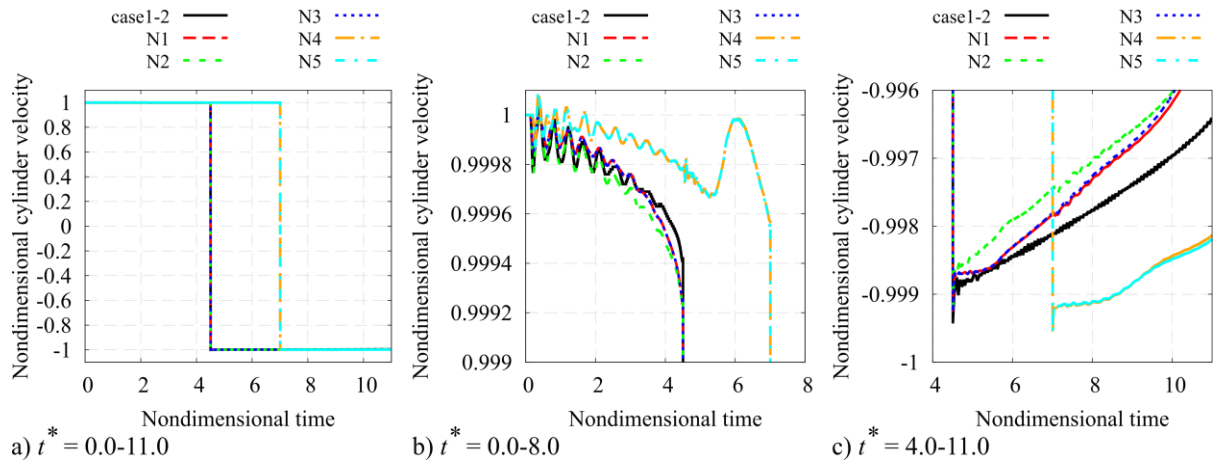 case1-2
N1
N2
N3
N4
N5
Nondimensional cylinder velocity
1
0.8
0.6
0.4
0.2
0
-0.2
-0.4
-0.6
-0.8
-1
0 2 4 6 8 10
Nondimensional time
a) t* = 0.0-11.0
case1-2
N1
N2
N3
N4
N5
Nondimensional cylinder velocity
1
0.9998
0.9996
0.9994
0.9992
0.999
0 2 4 6 8
Nondimensional time
b) t* = 0.0-8.0
case1-2
N1
N2
N3
N4
N5
Nondimensional cylinder velocity
-0.996
-0.997
-0.998
-0.999
-1
4 6 8 10
Nondimensional time
c) t* = 4.0-11.0